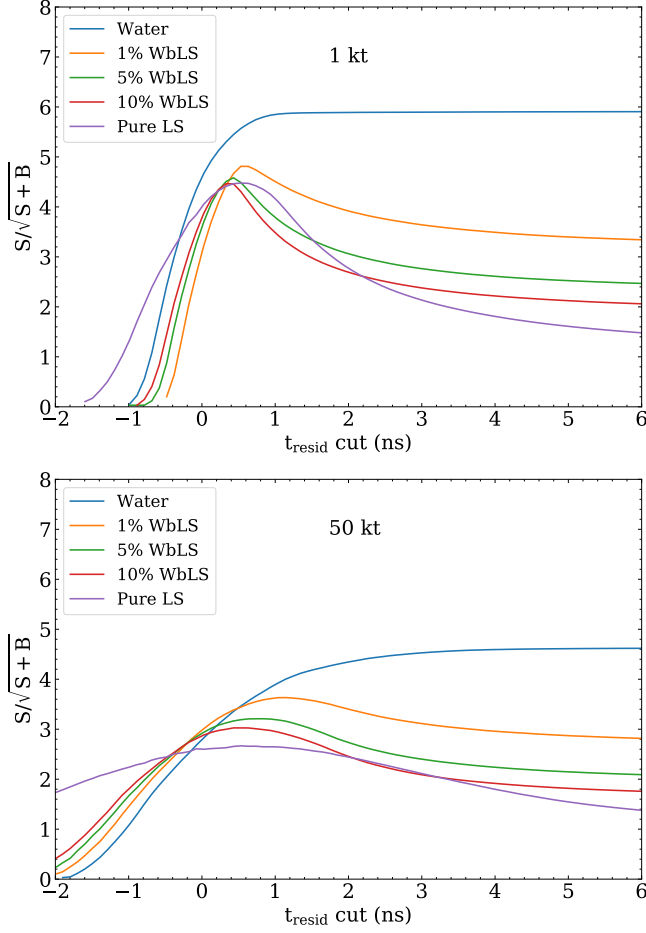 8
7
6
5
4
3
2
1
0
S/√S + B
Water
1% WbLS
5% WbLS
10% WbLS
Pure LS
1 kt
−2 −1 0 1 2 3 4 5 6
t_resid cut (ns)
8
7
6
5
4
3
2
1
0
S/√S + B
Water
1% WbLS
5% WbLS
10% WbLS
Pure LS
50 kt
−2 −1 0 1 2 3 4 5 6
t_resid cut (ns)